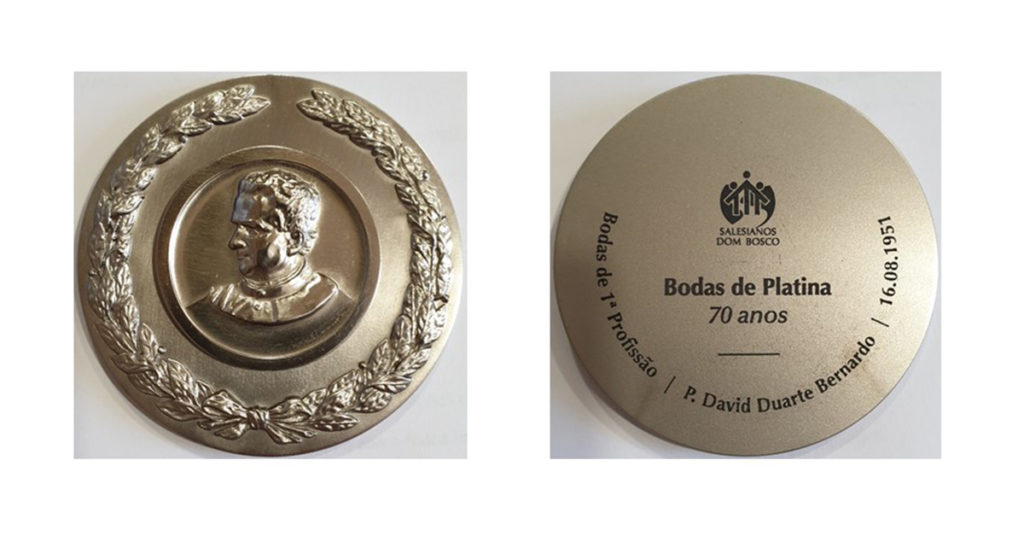 SALESIANOS
DOM BOSCO
Bodas de Platina
70 anos
Bodas de 1ª Profissão / P. David Duarte Bernardo / 16.08.1951